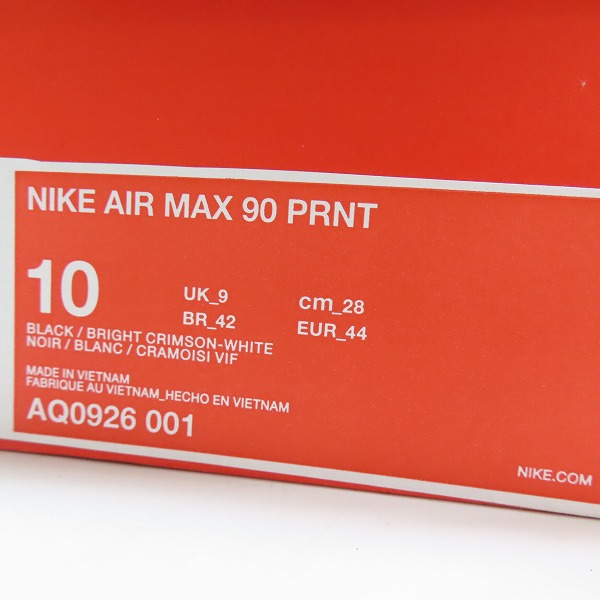 NIKE AIR MAX 90 PRNT
10
UK_9 cm_28
BR_42 EUR_44
BLACK / BRIGHT CRIMSON-WHITE
NOIR / BLANC / CRAMOISI VIF
MADE IN VIETNAM
FABRIQUE AU VIETNAM_HECHO EN VIETNAM
AQ0926 001
NIKE.COM